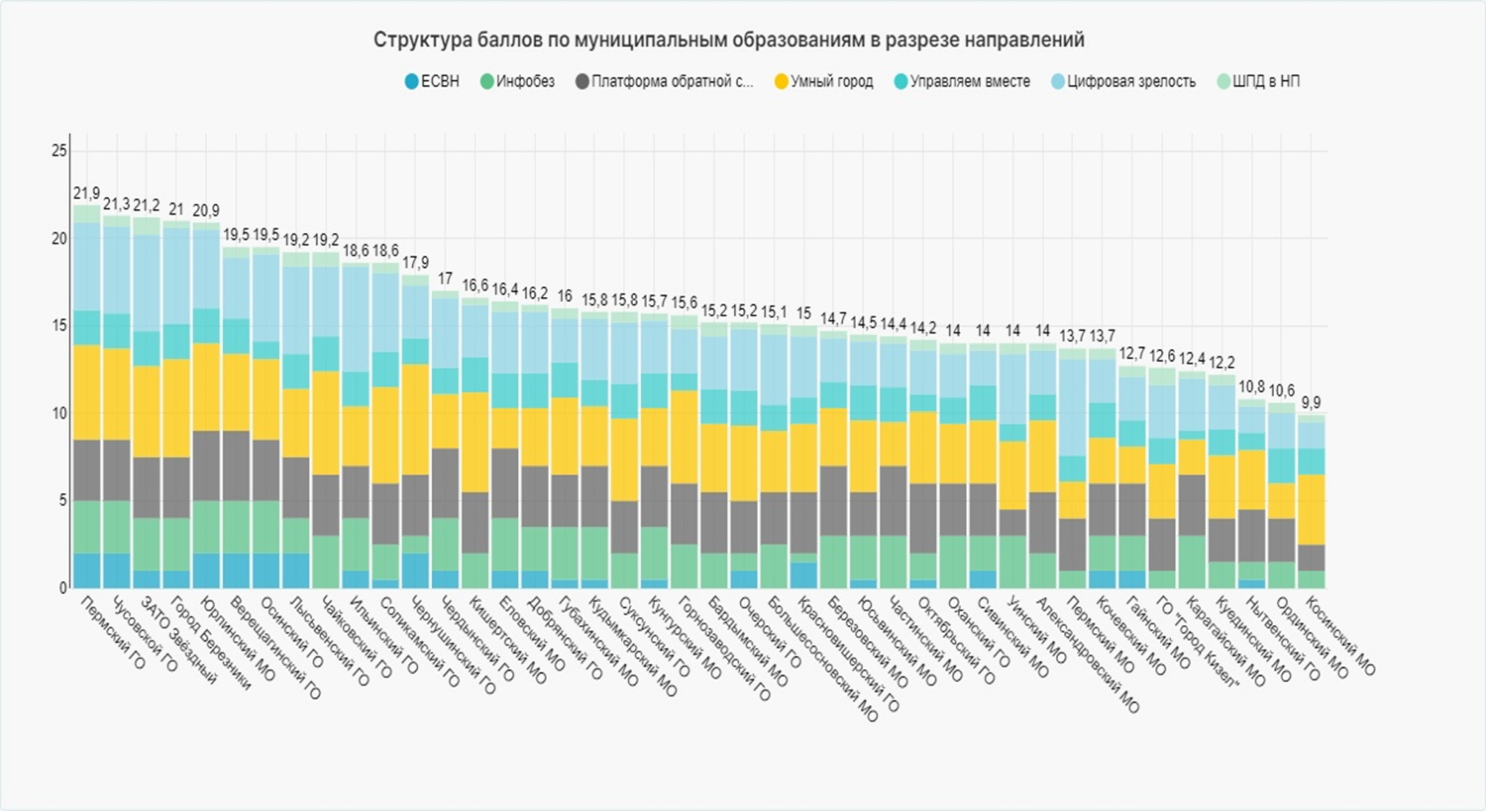 Структура баллов по муниципальным образованиям в разрезе направлений
ЕСВН Инфобез Платформа обратной с... Умный город Управляем вместе Цифровая зрелость ШПД в НП
25
20
15
10
5
0
21,9 21,3 21,2 21 20,9 19,5 19,5 19,2 19,2 18,6 18,6 17,9 17 16,6 16,4 16,2 16 15,8 15,8 15,7 15,6 15,2 15,2 15,1 15 14,7 14,5 14,4 14,2 14 14 14 14 13,7 13,7 12,7 12,6 12,4 12,2 10,8 10,6 9,9
Пермский ГО
Чусовской ГО
ЗАТО Звёздный
Город Березники
Юрлинский МО
Верещагинский ГО
Осинский ГО
Лысьвенский ГО
Чайковский ГО
Ильинский ГО
Соликамский ГО
Чернушинский ГО
Чердынский ГО
Кишертский МО
Еловский МО
Добрянский ГО
Губахинский МО
Кудымкарский МО
Суксунский ГО
Кунгурский МО
Горнозаводский ГО
Бардымский МО
Очерский ГО
Большесосновский МО
Красновишерский ГО
Березовский МО
Юсьвинский МО
Частинский МО
Октябрьский ГО
Оханский ГО
Сивинский МО
Уинский МО
Александровский МО
Пермский МО
Кочевский МО
Гайнский МО
ГО "Город Кизел"
Карагайский МО
Куединский МО
Нытвенский ГО
Ординский МО
Косинский МО